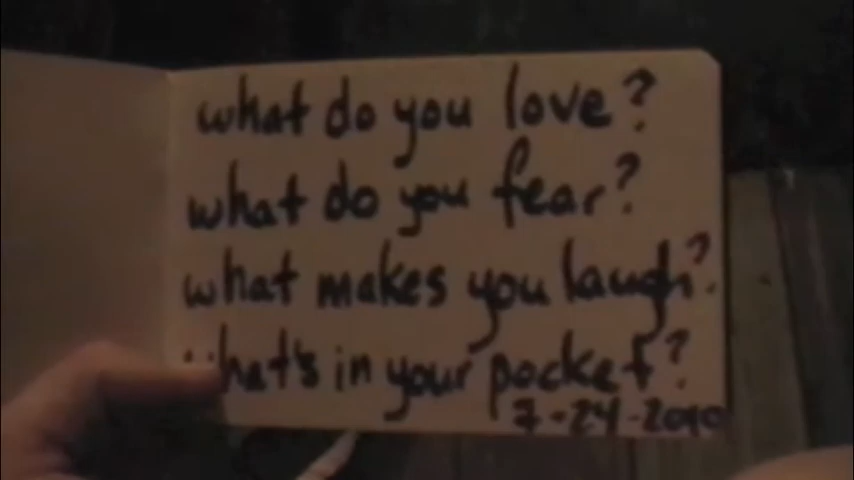 what do you love?
what do you fear?
what makes you laugh?
what's in your pocket?
7-24-2010